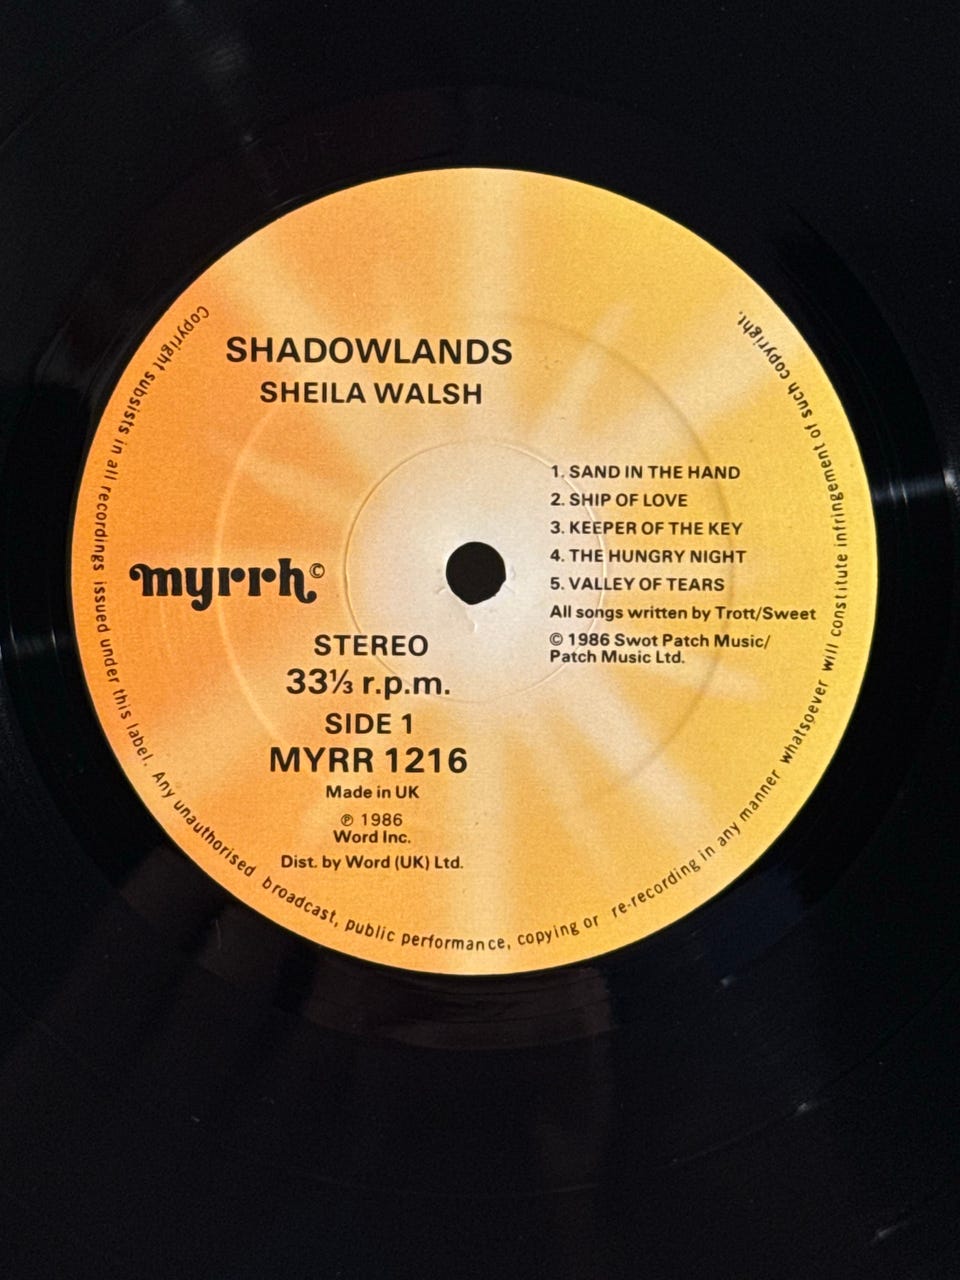 SHADOWLANDS
SHEILA WALSH
1. SAND IN THE HAND
2. SHIP OF LOVE
3. KEEPER OF THE KEY
4. THE HUNGRY NIGHT
5. VALLEY OF TEARS
All songs written by Trott/Sweet
© 1986 Swot Patch Music/
Patch Music Ltd.
myrrh©
STEREO
33⅓ r.p.m.
SIDE 1
MYRR 1216
Made in UK
℗ 1986
Word Inc.
Dist. by Word (UK) Ltd.
Copyright subsists in all recordings issued under this label. Any unauthorised broadcast, public performance, copying or re-recording in any manner whatsoever will constitute infringement of such copyright.